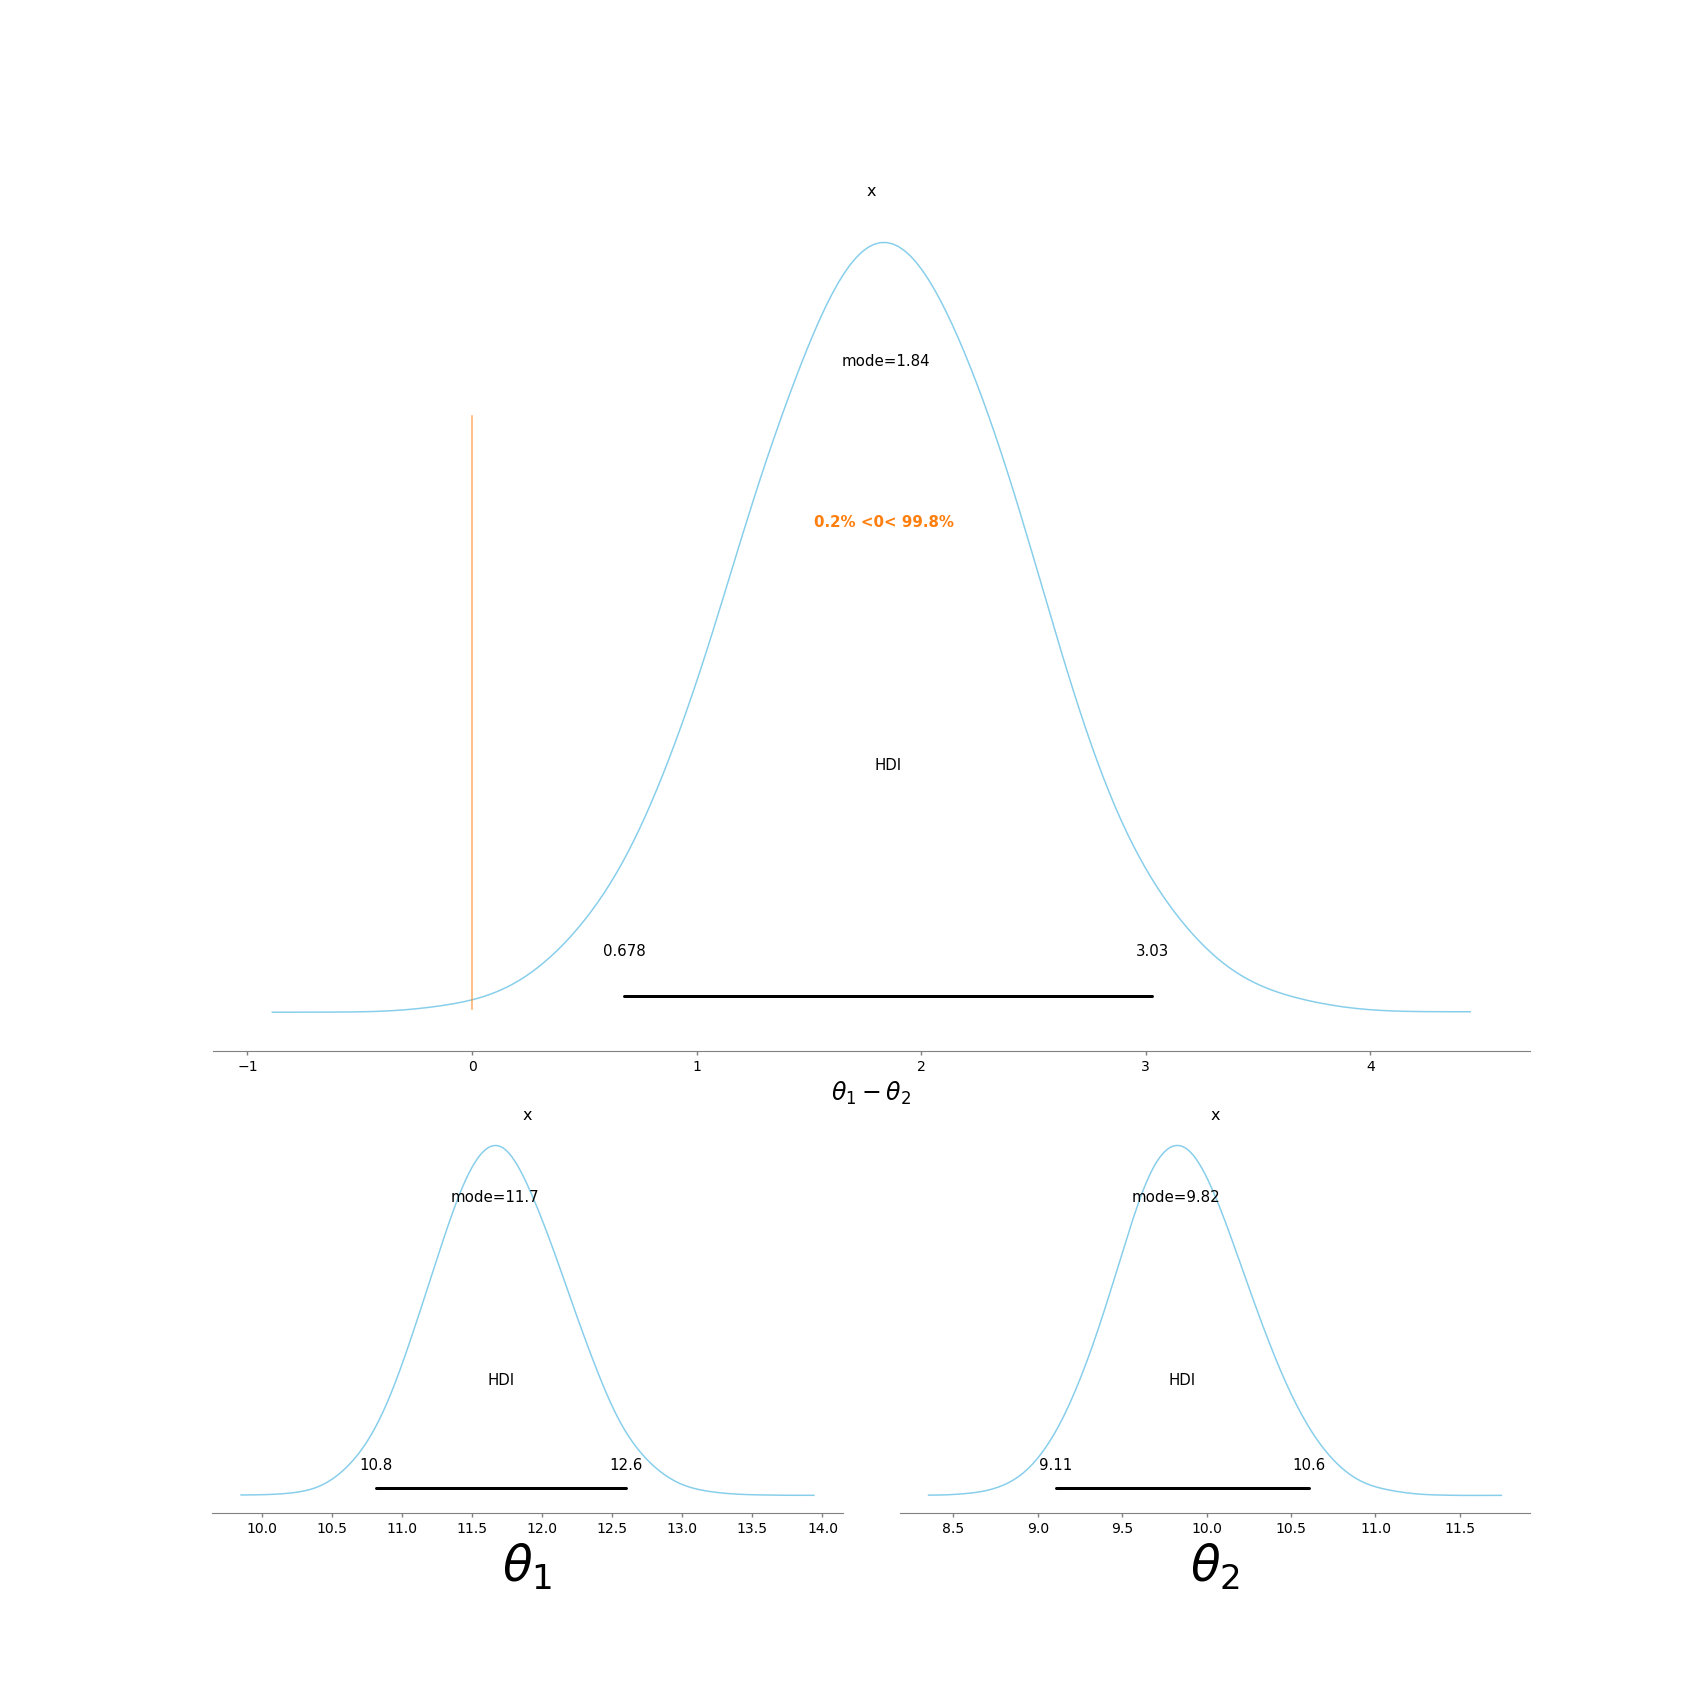 x
mode=1.84
0.2% <0< 99.8%
HDI
0.678 3.03
−1 0 1 2 3 4
θ₁ − θ₂
x
mode=11.7
HDI
10.8 12.6
10.0 10.5 11.0 11.5 12.0 12.5 13.0 13.5 14.0
θ₁
x
mode=9.82
HDI
9.11 10.6
8.5 9.0 9.5 10.0 10.5 11.0 11.5
θ₂